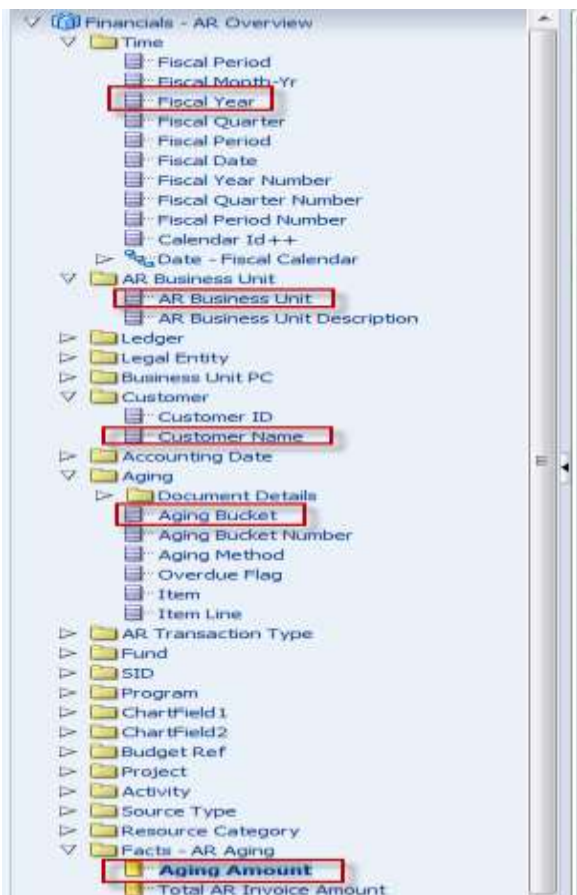 Financials - AR Overview
Time
Fiscal Period
Fiscal Month-Yr
Fiscal Year
Fiscal Quarter
Fiscal Period
Fiscal Date
Fiscal Year Number
Fiscal Quarter Number
Fiscal Period Number
Calendar Id++
Date - Fiscal Calendar
AR Business Unit
AR Business Unit
AR Business Unit Description
Ledger
Legal Entity
Business Unit PC
Customer
Customer ID
Customer Name
Accounting Date
Aging
Document Details
Aging Bucket
Aging Bucket Number
Aging Method
Overdue Flag
Item
Item Line
AR Transaction Type
Fund
SID
Program
ChartField1
ChartField2
Budget Ref
Project
Activity
Source Type
Resource Category
Facts - AR Aging
Aging Amount
Total AR Invoice Amount